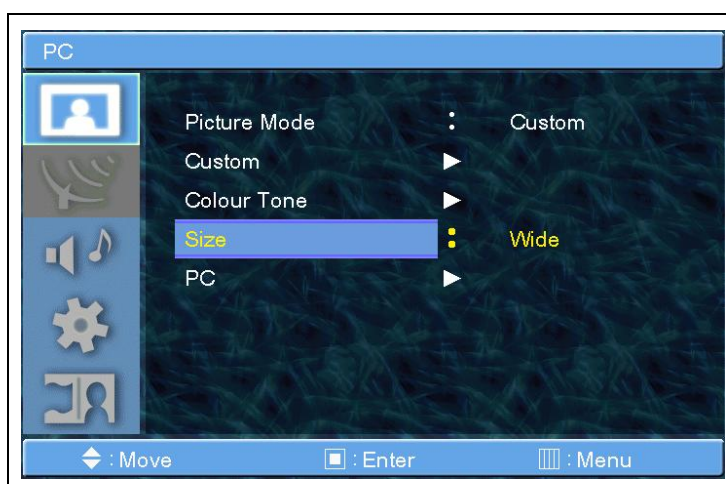 PC
Picture Mode : Custom
Custom
Colour Tone
Size : Wide
PC
: Move : Enter : Menu